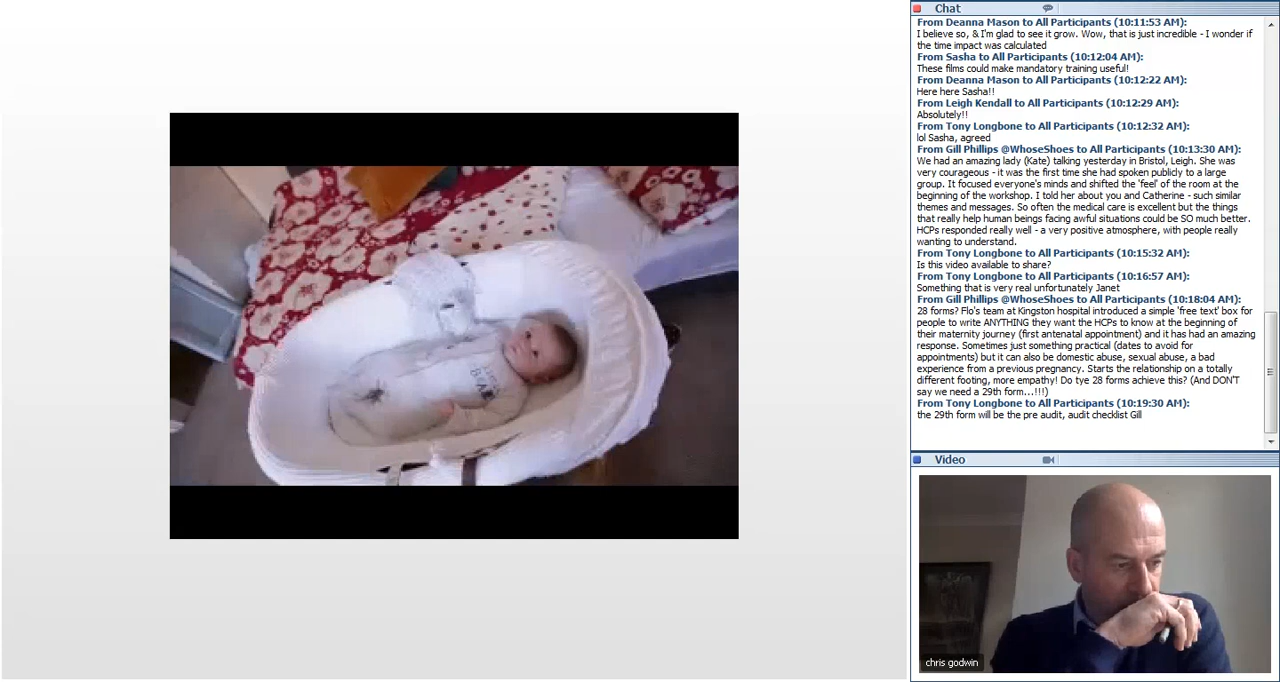 Chat
From Deanna Mason to All Participants (10:11:53 AM):
I believe so, & I'm glad to see it grow. Wow, that is just incredible - I wonder if
the time impact was calculated
From Sasha to All Participants (10:12:04 AM):
These films could make mandatory training useful!
From Deanna Mason to All Participants (10:12:22 AM):
Here here Sasha!!
From Leigh Kendall to All Participants (10:12:29 AM):
Absolutely!!
From Tony Longbone to All Participants (10:12:32 AM):
lol Sasha, agreed
From Gill Phillips @WhoseShoes to All Participants (10:13:30 AM):
We had an amazing lady (Kate) talking yesterday in Bristol, Leigh. She was
very courageous - it was the first time she had spoken publicly to a large
group. It focused everyone's minds and shifted the 'feel' of the room at the
beginning of the workshop. I told her about you and Catherine - such similar
themes and messages. So often the medical care is excellent but the things
that really help human beings facing awful situations could be SO much better.
HCPs responded really well - a very positive atmosphere, with people really
wanting to understand.
From Tony Longbone to All Participants (10:15:32 AM):
Is this video available to share?
From Tony Longbone to All Participants (10:16:57 AM):
Something that is very real unfortunately Janet
From Gill Phillips @WhoseShoes to All Participants (10:18:04 AM):
28 forms? Flo's team at Kingston hospital introduced a simple 'free text' box for
people to write ANYTHING they want the HCPs to know at the beginning of
their maternity journey (first antenatal appointment) and it has had an amazing
response. Sometimes just something practical (dates to avoid for
appointments) but it can also be domestic abuse, sexual abuse, a bad
experience from a previous pregnancy. Starts the relationship on a totally
different footing, more empathy! Do tye 28 forms achieve this? (And DON'T
say we need a 29th form...!!!)
From Tony Longbone to All Participants (10:19:30 AM):
the 29th form will be the pre audit, audit checklist Gill
Video
chris godwin